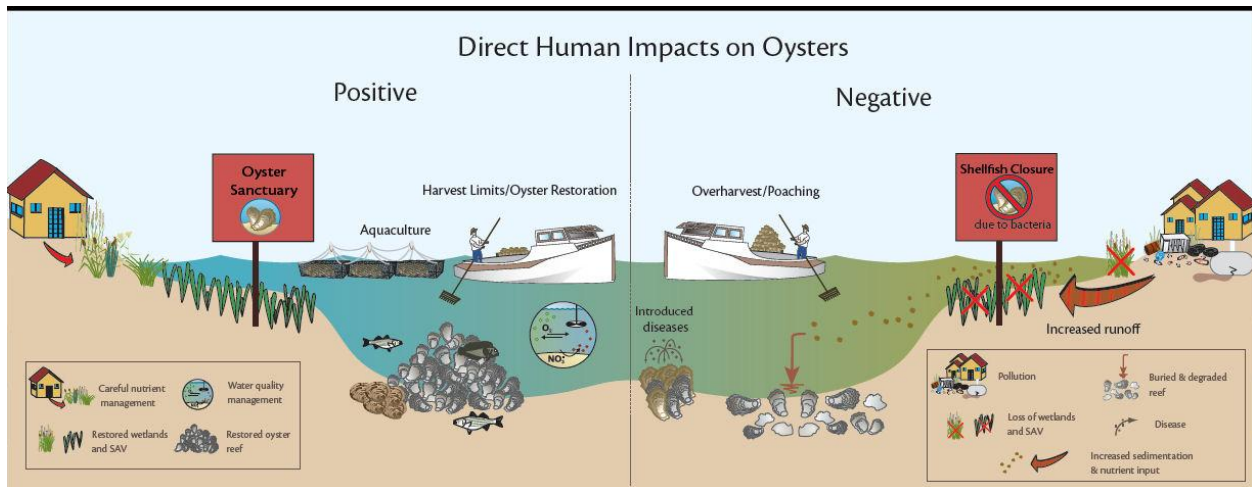 Direct Human Impacts on Oysters
Positive
Negative
Oyster
Sanctuary
Aquaculture
Harvest Limits/Oyster Restoration
Overharvest/Poaching
Shellfish Closure
due to bacteria
O₂
NO₃⁻
Introduced
diseases
Increased runoff
Careful nutrient
management
Water quality
management
Restored wetlands
and SAV
Restored oyster
reef
Pollution
Buried & degraded
reef
Loss of wetlands
and SAV
Disease
Increased sedimentation
& nutrient input